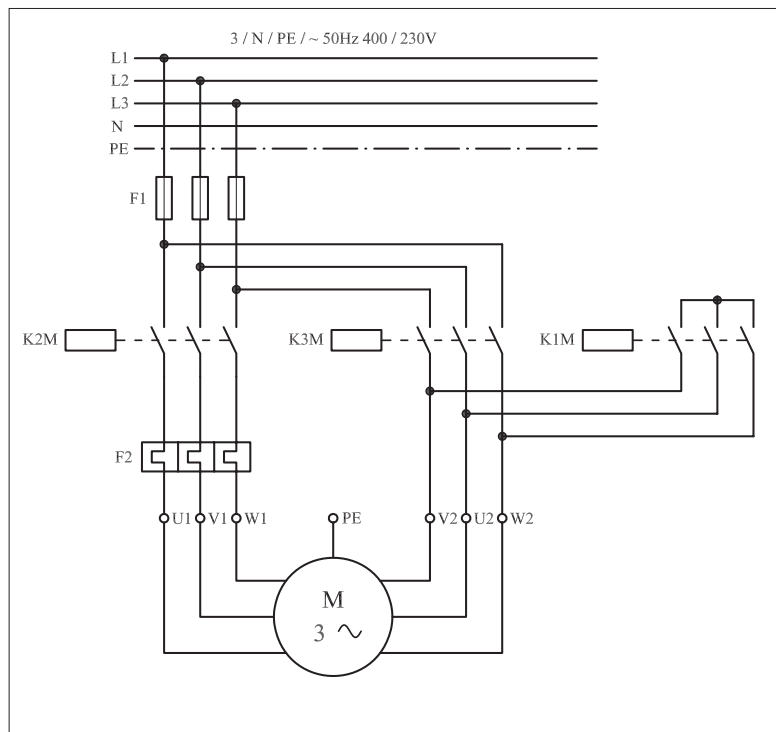 3 / N / PE / ~ 50Hz 400 / 230V
L1
L2
L3
N
PE
F1
K2M K3M K1M
F2
U1 V1 W1 PE V2 U2 W2
M
3 ~